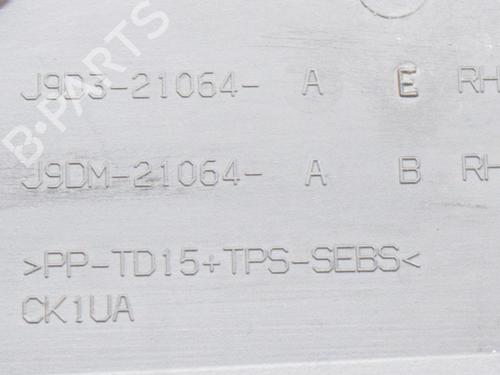 B-PARTS
J9D3-21064- A E RH
J9DM-21064- A B RH
>PP-TD15+TPS-SEBS<
CK1UA